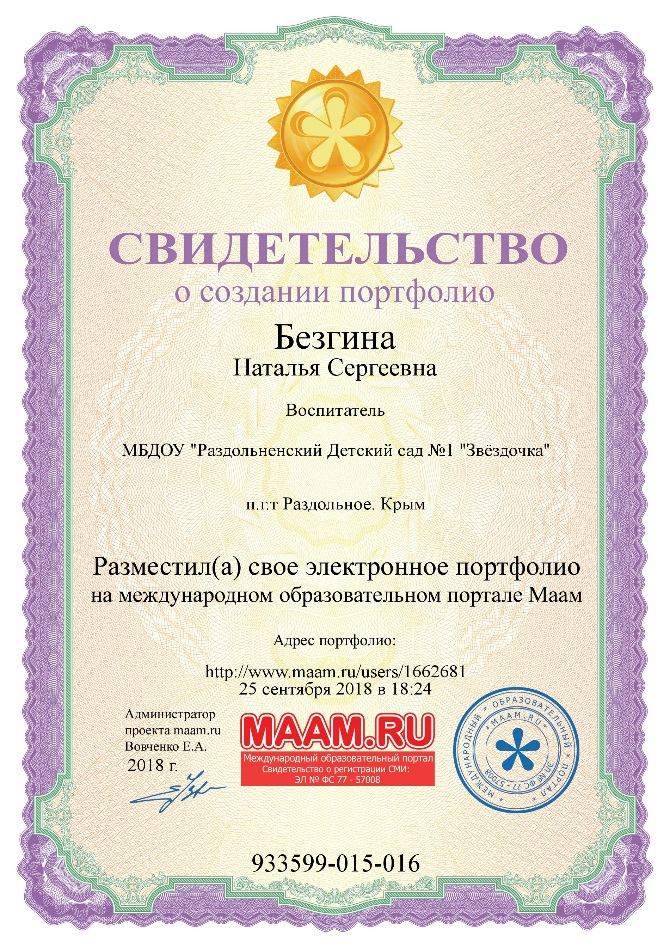 СВИДЕТЕЛЬСТВО
о создании портфолио
Безгина
Наталья Сергеевна
Воспитатель
МБДОУ "Раздольненский Детский сад №1 "Звёздочка"
п.г.т Раздольное. Крым
Разместил(а) свое электронное портфолио
на международном образовательном портале Маам
Адрес портфолио:
http://www.maam.ru/users/1662681
25 сентября 2018 в 18:24
Администратор
проекта maam.ru
Вовченко Е.А.
2018 г.
MAAM.RU
Международный образовательный портал
Свидетельство о регистрации СМИ:
ЭЛ № ФС 77 - 57008
* МЕЖДУНАРОДНЫЙ * ОБРАЗОВАТЕЛЬНЫЙ * ПОРТАЛ
* MAAM.RU *
ЭЛ № ФС 77 - 57008
933599-015-016